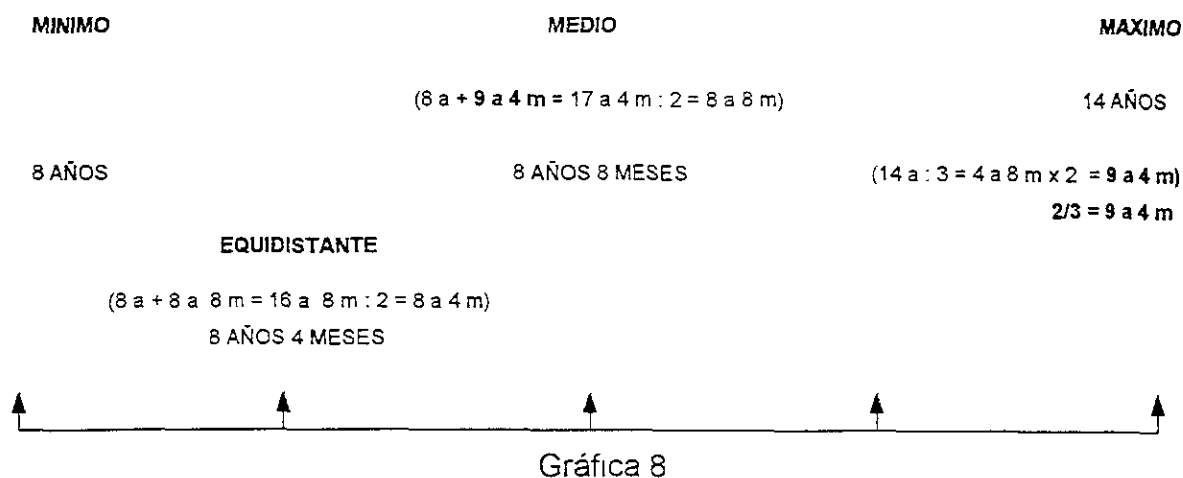 MINIMO MEDIO MAXIMO
(8 a + 9 a 4 m = 17 a 4 m : 2 = 8 a 8 m) 14 AÑOS
8 AÑOS 8 AÑOS 8 MESES (14 a : 3 = 4 a 8 m x 2 = 9 a 4 m)
2/3 = 9 a 4 m
EQUIDISTANTE
(8 a + 8 a 8 m = 16 a 8 m : 2 = 8 a 4 m)
8 AÑOS 4 MESES
Gráfica 8